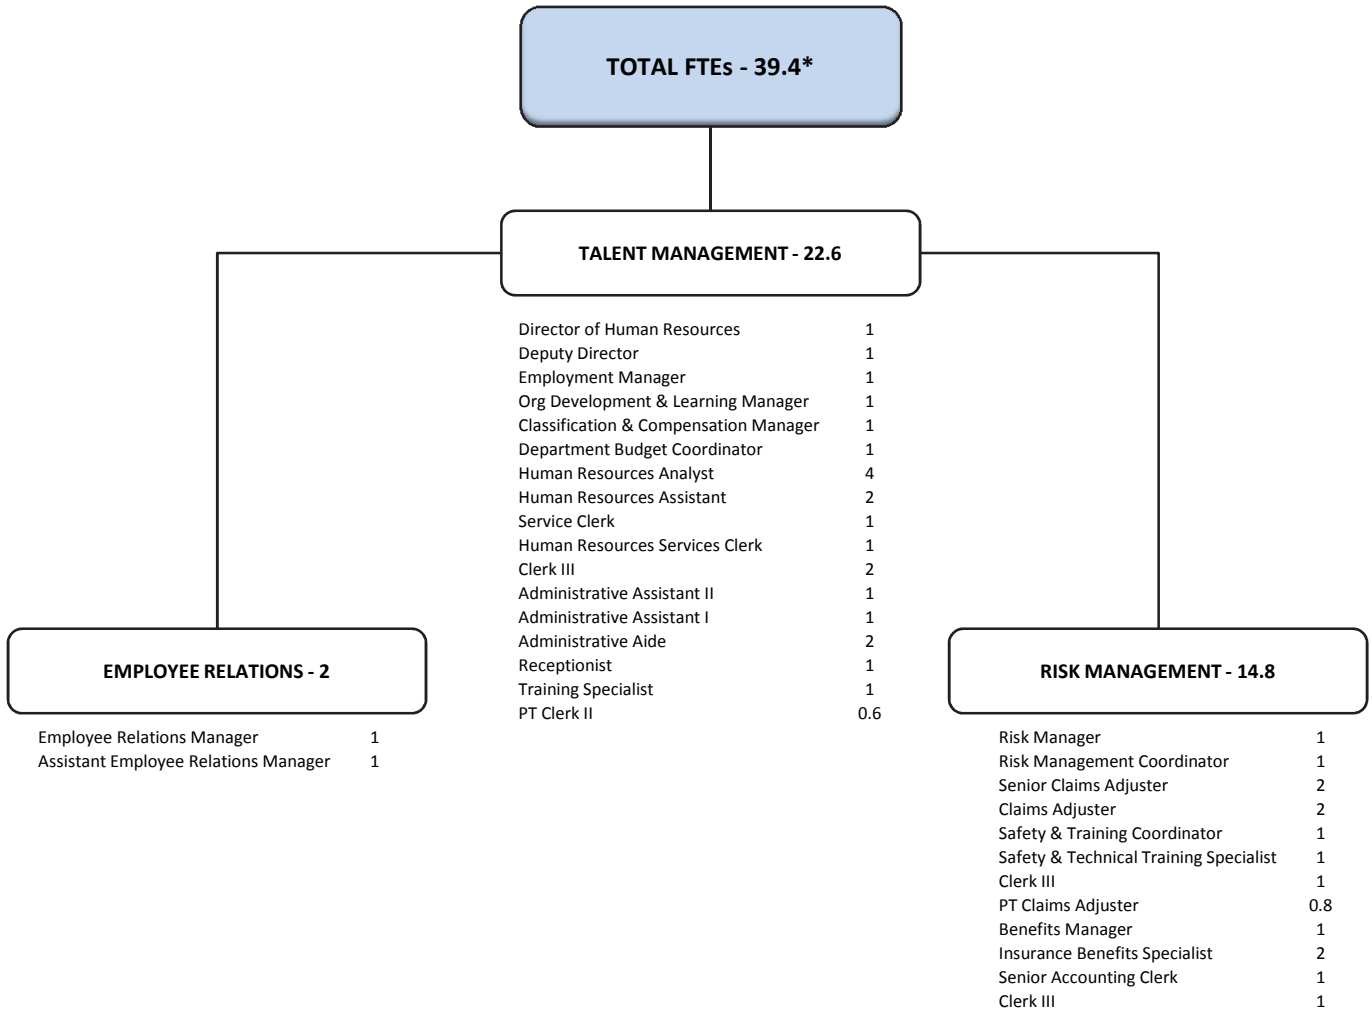 TOTAL FTEs - 39.4*
TALENT MANAGEMENT - 22.6
Director of Human Resources 1
Deputy Director 1
Employment Manager 1
Org Development & Learning Manager 1
Classification & Compensation Manager 1
Department Budget Coordinator 1
Human Resources Analyst 4
Human Resources Assistant 2
Service Clerk 1
Human Resources Services Clerk 1
Clerk III 2
Administrative Assistant II 1
Administrative Assistant I 1
Administrative Aide 2
Receptionist 1
Training Specialist 1
PT Clerk II 0.6
EMPLOYEE RELATIONS - 2
Employee Relations Manager 1
Assistant Employee Relations Manager 1
RISK MANAGEMENT - 14.8
Risk Manager 1
Risk Management Coordinator 1
Senior Claims Adjuster 2
Claims Adjuster 2
Safety & Training Coordinator 1
Safety & Technical Training Specialist 1
Clerk III 1
PT Claims Adjuster 0.8
Benefits Manager 1
Insurance Benefits Specialist 2
Senior Accounting Clerk 1
Clerk III 1